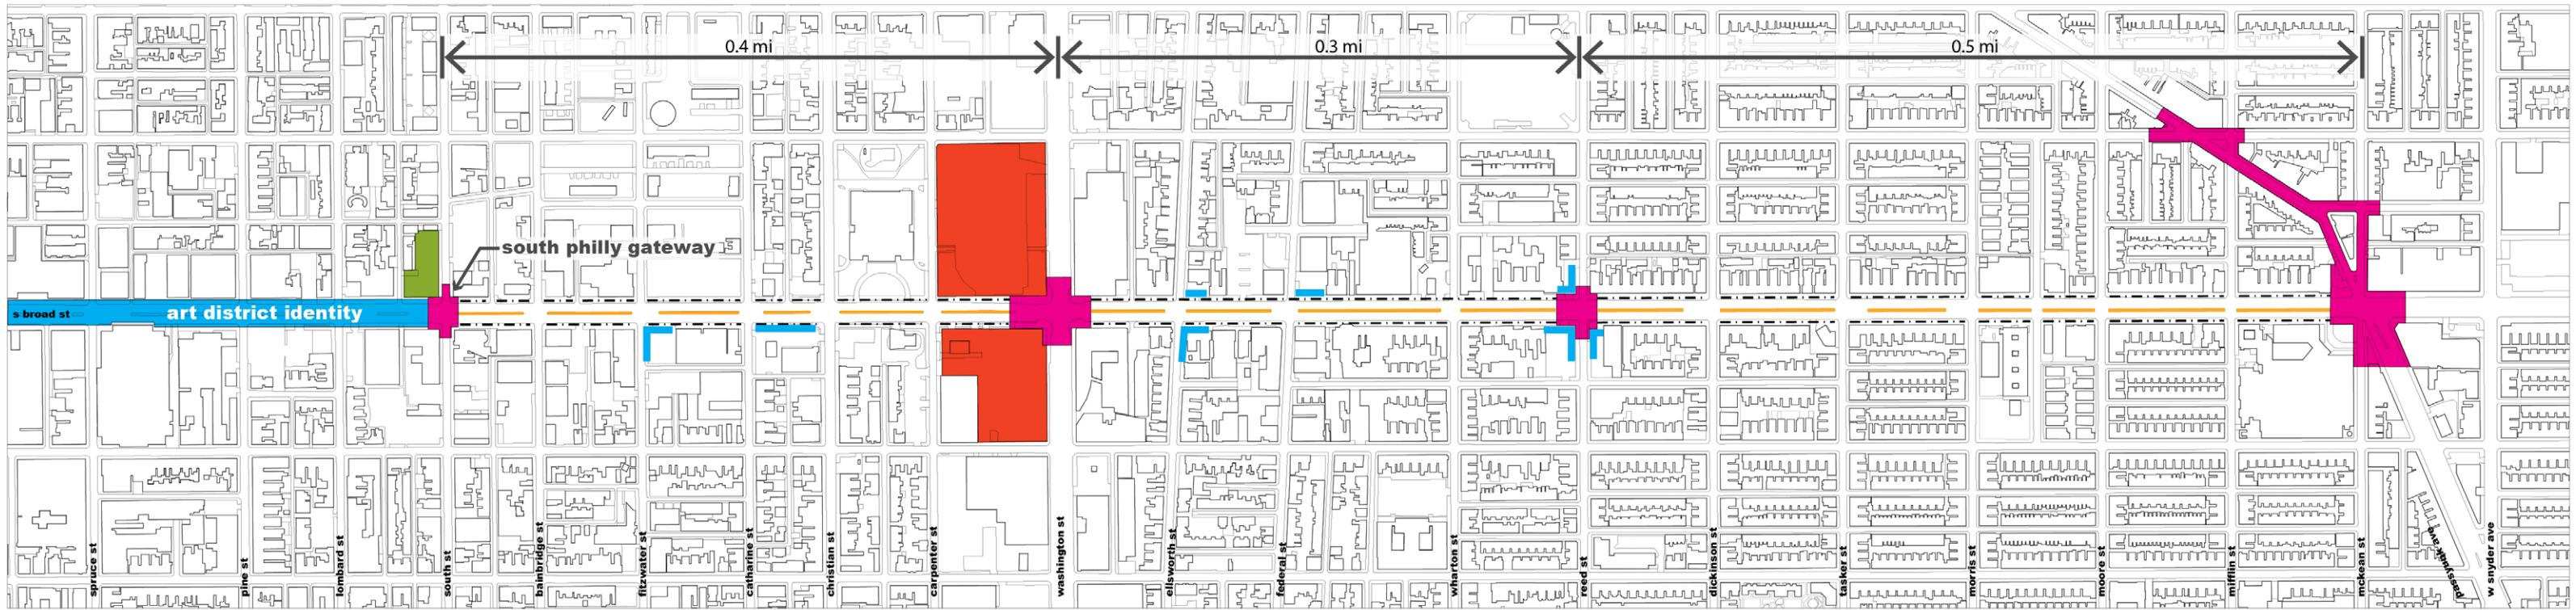 0.4 mi
0.3 mi
0.5 mi
south philly gateway
s broad st
art district identity
spruce st
pine st
lombard st
south st
bainbridge st
fitzwater st
catharine st
christian st
carpenter st
washington st
ellsworth st
federal st
wharton st
reed st
dickinson st
tasker st
morris st
moore st
mifflin st
mckean st
passyunk ave
w snyder ave